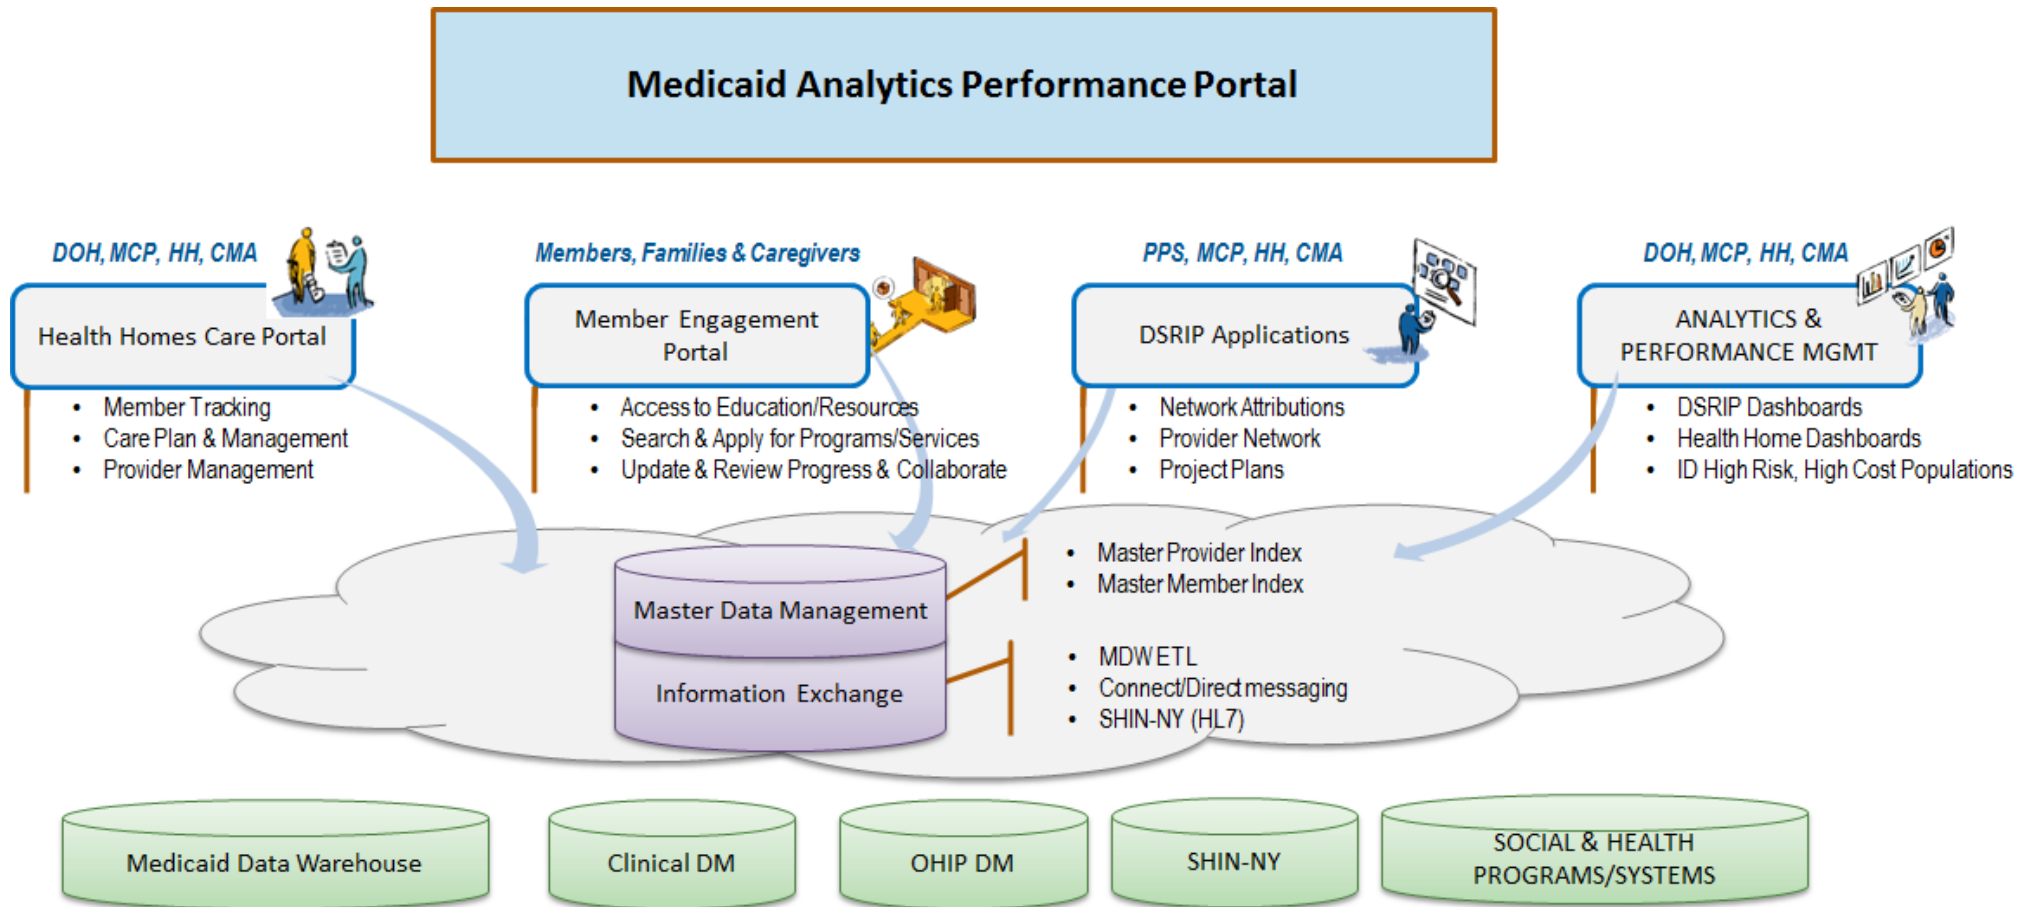 Medicaid Analytics Performance Portal
DOH, MCP, HH, CMA
Health Homes Care Portal
• Member Tracking
• Care Plan & Management
• Provider Management
Members, Families & Caregivers
Member Engagement
Portal
• Access to Education/Resources
• Search & Apply for Programs/Services
• Update & Review Progress & Collaborate
PPS, MCP, HH, CMA
DSRIP Applications
• Network Attributions
• Provider Network
• Project Plans
DOH, MCP, HH, CMA
ANALYTICS &
PERFORMANCE MGMT
• DSRIP Dashboards
• Health Home Dashboards
• ID High Risk, High Cost Populations
Master Data Management
• Master Provider Index
• Master Member Index
Information Exchange
• MDW ETL
• Connect/Direct messaging
• SHIN-NY (HL7)
Medicaid Data Warehouse
Clinical DM
OHIP DM
SHIN-NY
SOCIAL & HEALTH
PROGRAMS/SYSTEMS